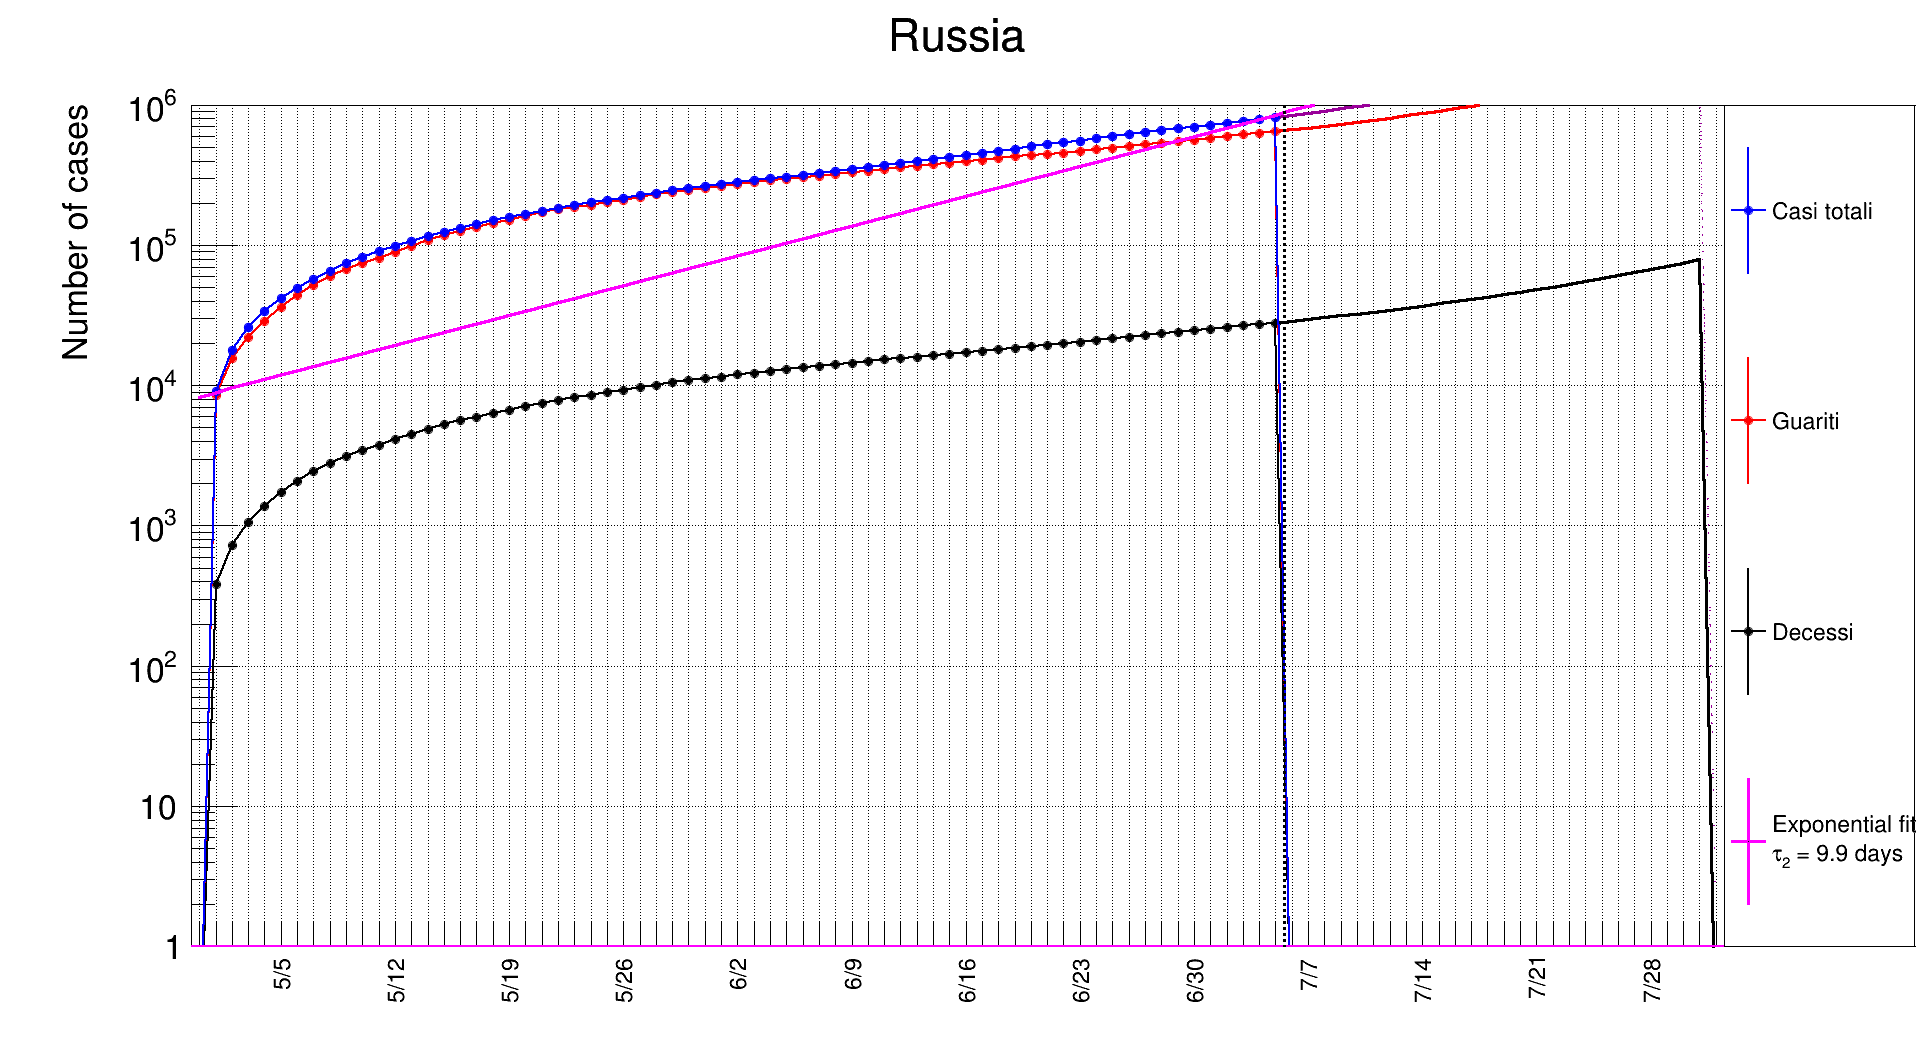 Russia
Number of cases
10^6
10^5
10^4
10^3
10^2
10
1
5/5
5/12
5/19
5/26
6/2
6/9
6/16
6/23
6/30
7/7
7/14
7/21
7/28
Casi totali
Guariti
Decessi
Exponential fit
τ₂ = 9.9 days